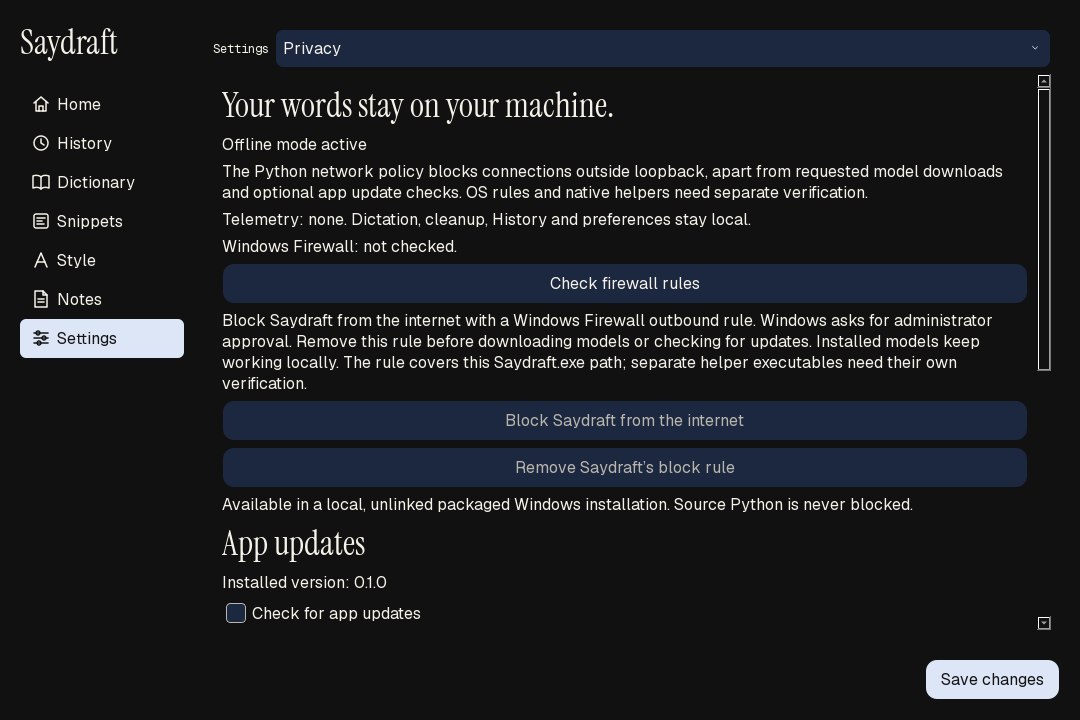 Saydraft
Settings
Privacy
Home
History
Dictionary
Snippets
Style
Notes
Settings
Your words stay on your machine.
Offline mode active
The Python network policy blocks connections outside loopback, apart from requested model downloads
and optional app update checks. OS rules and native helpers need separate verification.
Telemetry: none. Dictation, cleanup, History and preferences stay local.
Windows Firewall: not checked.
Check firewall rules
Block Saydraft from the internet with a Windows Firewall outbound rule. Windows asks for administrator
approval. Remove this rule before downloading models or checking for updates. Installed models keep
working locally. The rule covers this Saydraft.exe path; separate helper executables need their own
verification.
Block Saydraft from the internet
Remove Saydraft's block rule
Available in a local, unlinked packaged Windows installation. Source Python is never blocked.
App updates
Installed version: 0.1.0
Check for app updates
Save changes